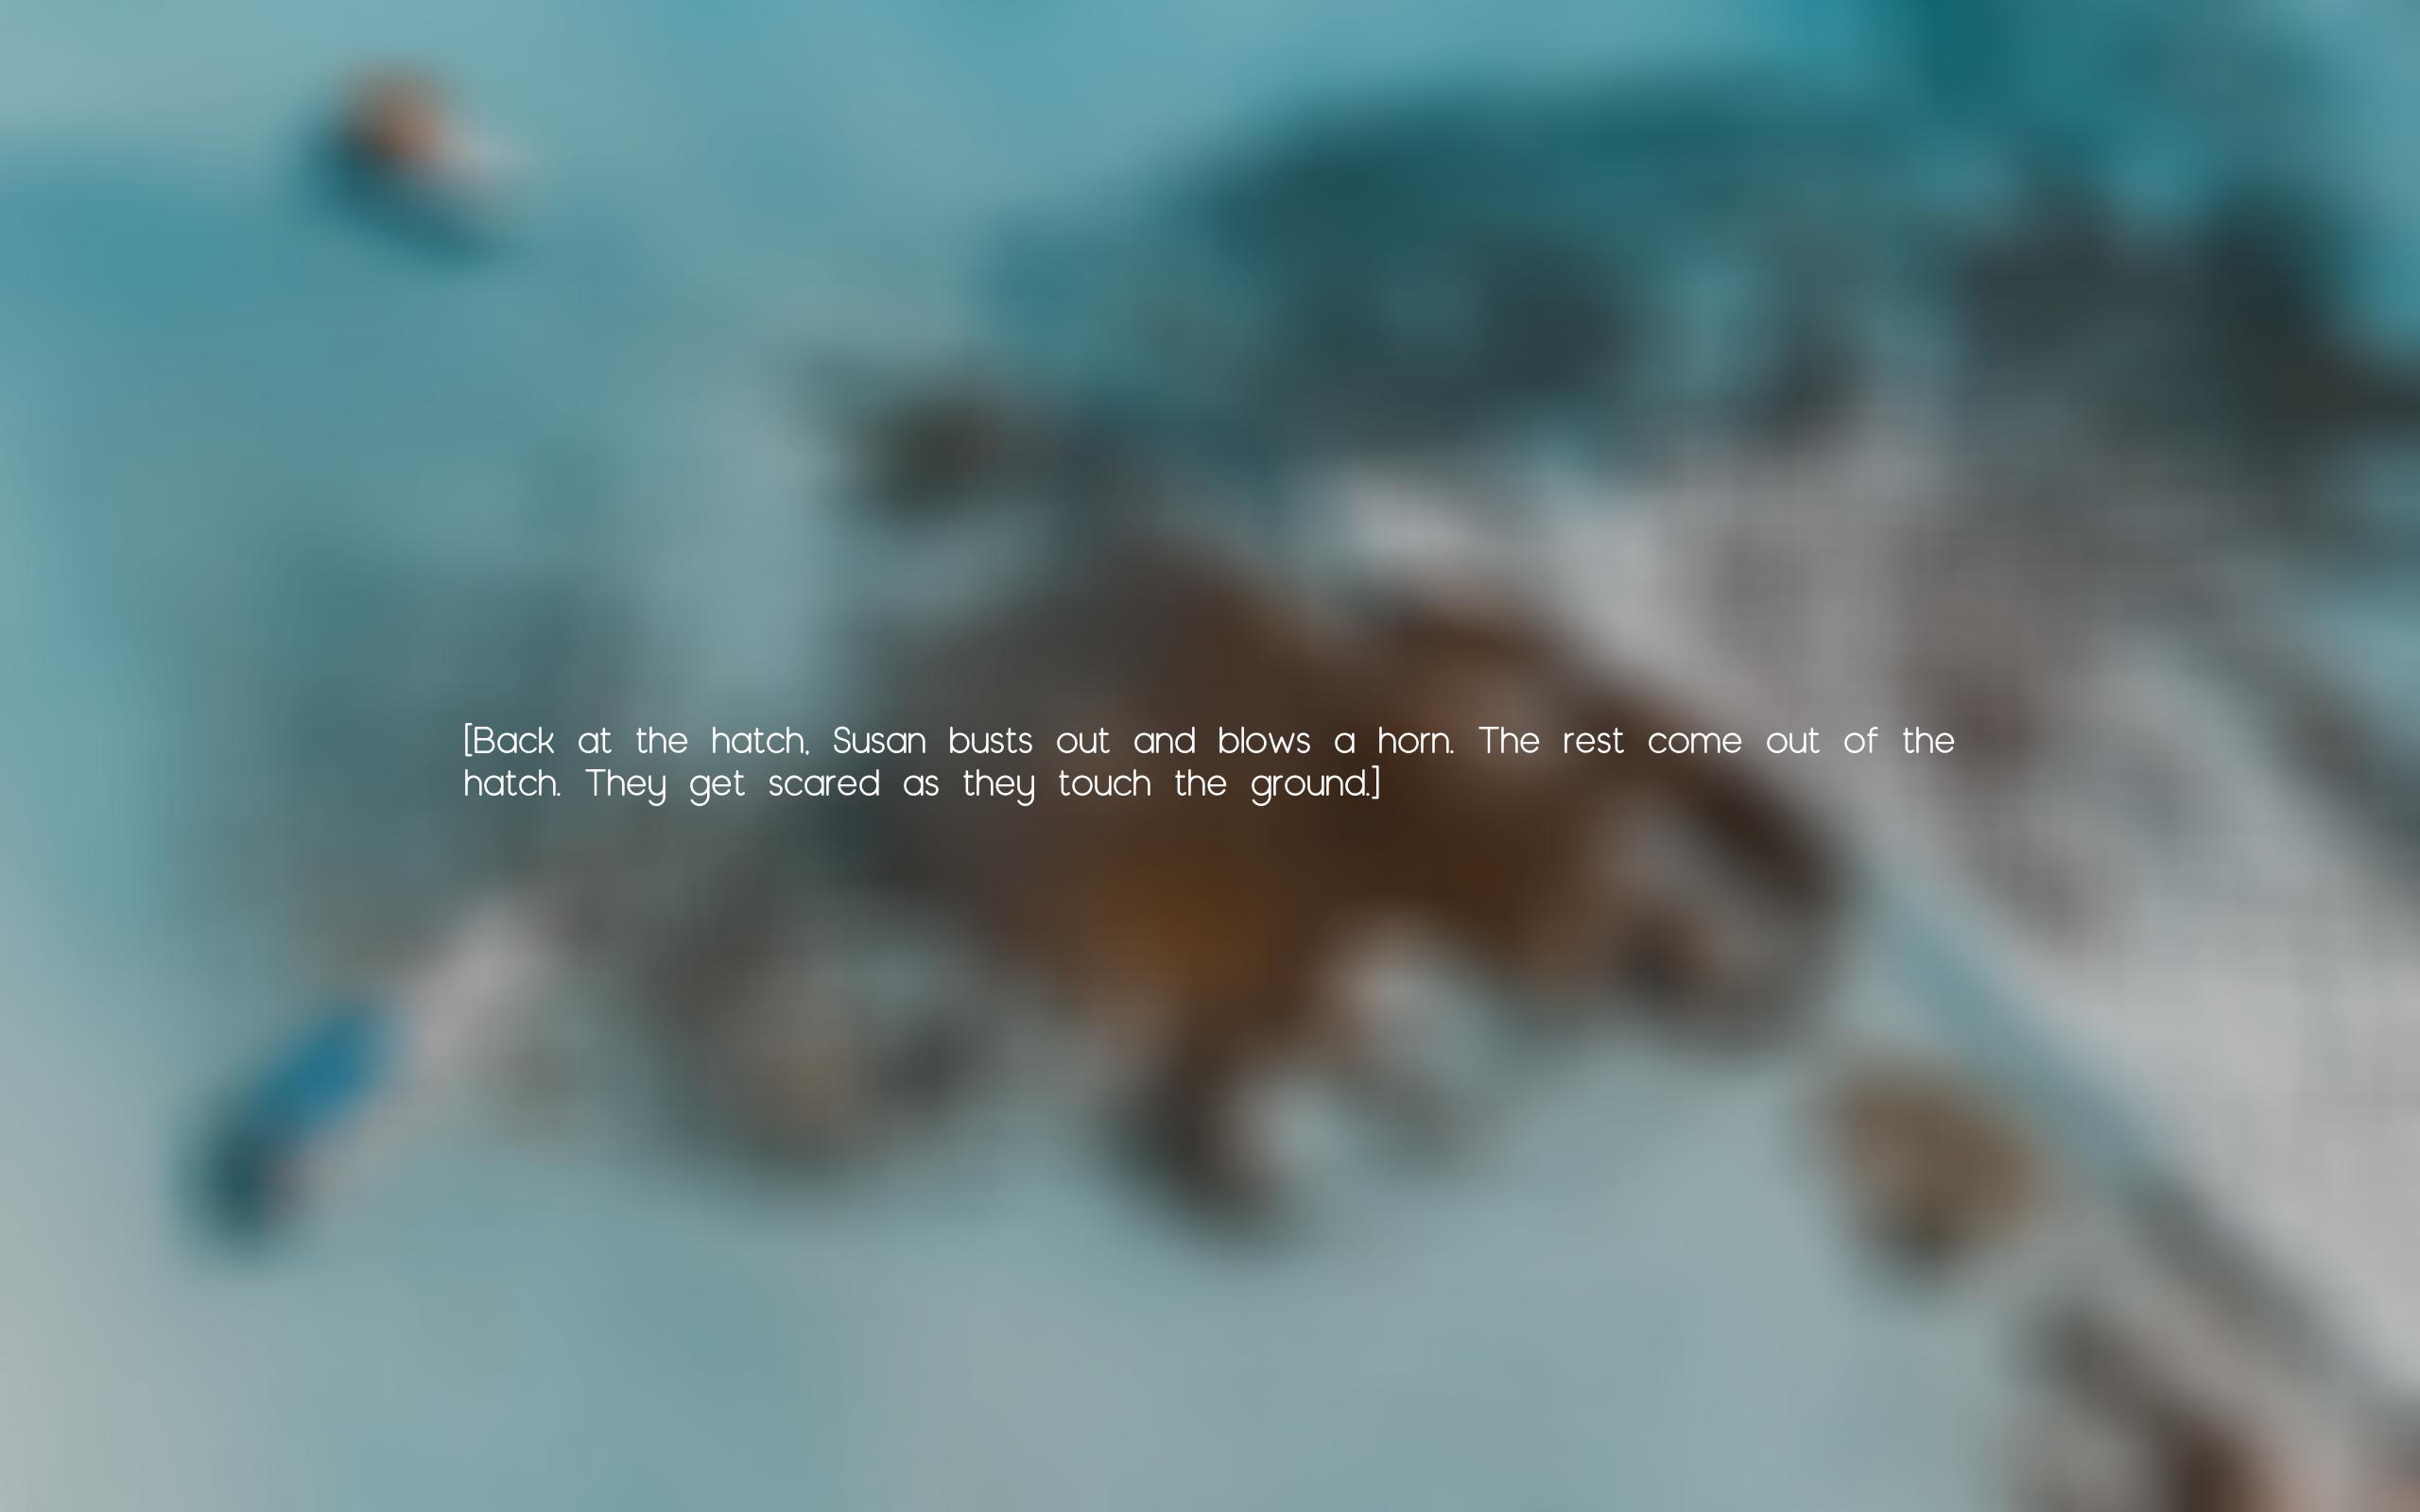 [Back at the hatch, Susan busts out and blows a horn. The rest come out of the
hatch. They get scared as they touch the ground.]